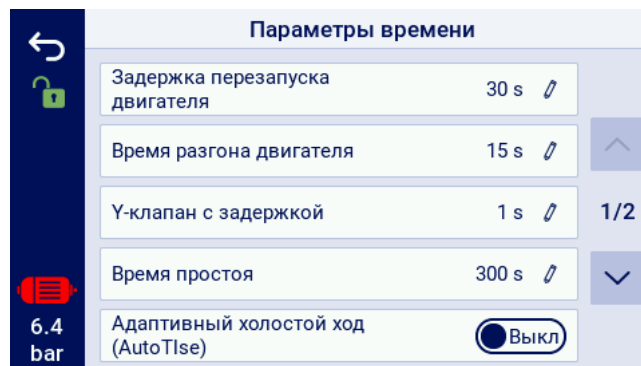 Параметры времени
Задержка перезапуска
двигателя
30 s
Время разгона двигателя
15 s
Y-клапан с задержкой
1 s
1/2
Время простоя
300 s
6.4
bar
Адаптивный холостой ход
(AutoTIse)
Выкл